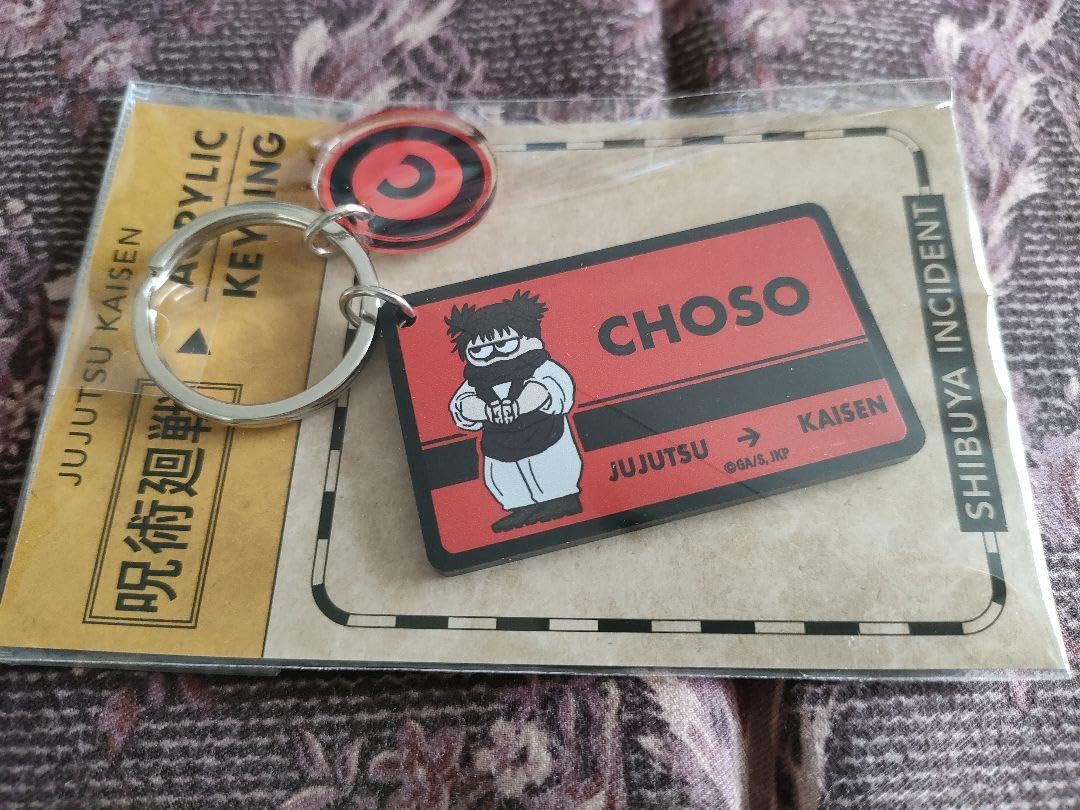 JUJUTSU KAISEN
ACRYLIC
KEYRING
呪術廻戦
C
CHOSO
JUJUTSU → KAISEN
©GA/S, JKP
SHIBUYA INCIDENT